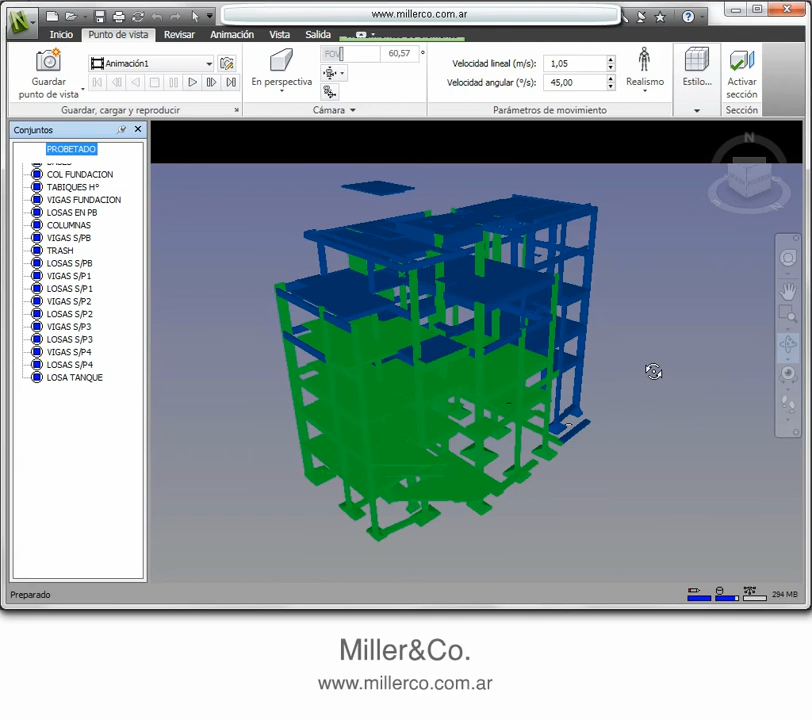 www.millerco.com.ar
Inicio Punto de vista Revisar Animación Vista Salida
Guardar punto de vista
Animación1
En perspectiva
FOV 60,57 °
Velocidad lineal (m/s): 1,05
Velocidad angular (°/s): 45,00
Realismo
Estilo...
Activar sección
Guardar, cargar y reproducir Cámara Parámetros de movimiento Sección
Conjuntos
PROBETADO
COL FUNDACION
TABIQUES H°
VIGAS FUNDACION
LOSAS EN PB
COLUMNAS
VIGAS S/PB
TRASH
LOSAS S/PB
VIGAS S/P1
LOSAS S/P1
VIGAS S/P2
LOSAS S/P2
VIGAS S/P3
LOSAS S/P3
VIGAS S/P4
LOSAS S/P4
LOSA TANQUE
N
Preparado
294 MB
Miller&Co.
www.millerco.com.ar